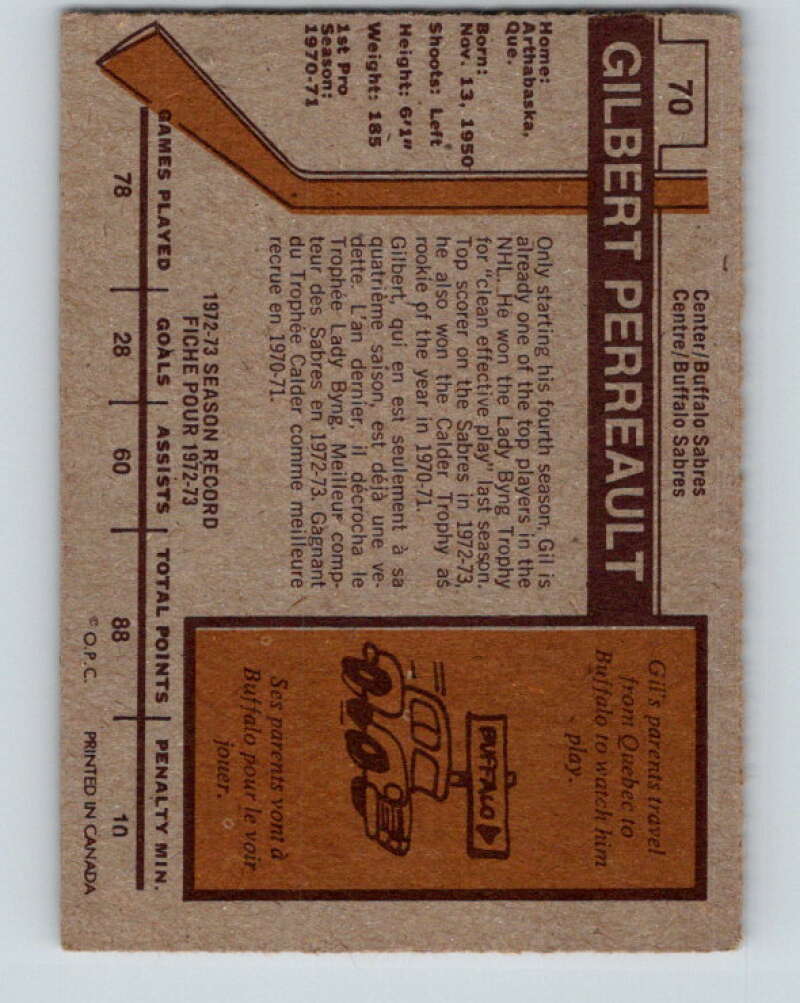 70
Center/Buffalo Sabres
Centre/Buffalo Sabres
GILBERT PERREAULT
Home:
Arthabaska,
Que.
Born:
Nov. 13, 1950
Shoots: Left
Height: 6'1"
Weight: 185
1st Pro
Season:
1970-71
Only starting his fourth season, Gil is
already one of the top players in the
NHL. He won the Lady Byng Trophy
for "clean effective play" last season.
Top scorer on the Sabres in 1972-73,
he also won the Calder Trophy as
rookie of the year in 1970-71.
Gilbert, qui en est seulement à sa
quatrième saison, est déjà une ve-
dette. L'an dernier, il décrocha le
Trophée Lady Byng. Meilleur comp-
teur des Sabres en 1972-73. Gagnant
du Trophée Calder comme meilleure
recrue en 1970-71.
Gil's parents travel
from Quebec to
Buffalo to watch him
play.
BUFFALO
Ses parents vont à
Buffalo pour le voir
jouer.
1972-73 SEASON RECORD
FICHE POUR 1972-73
GAMES PLAYED GOALS ASSISTS TOTAL POINTS PENALTY MIN.
78 28 60 88 10
© O.P.C. PRINTED IN CANADA